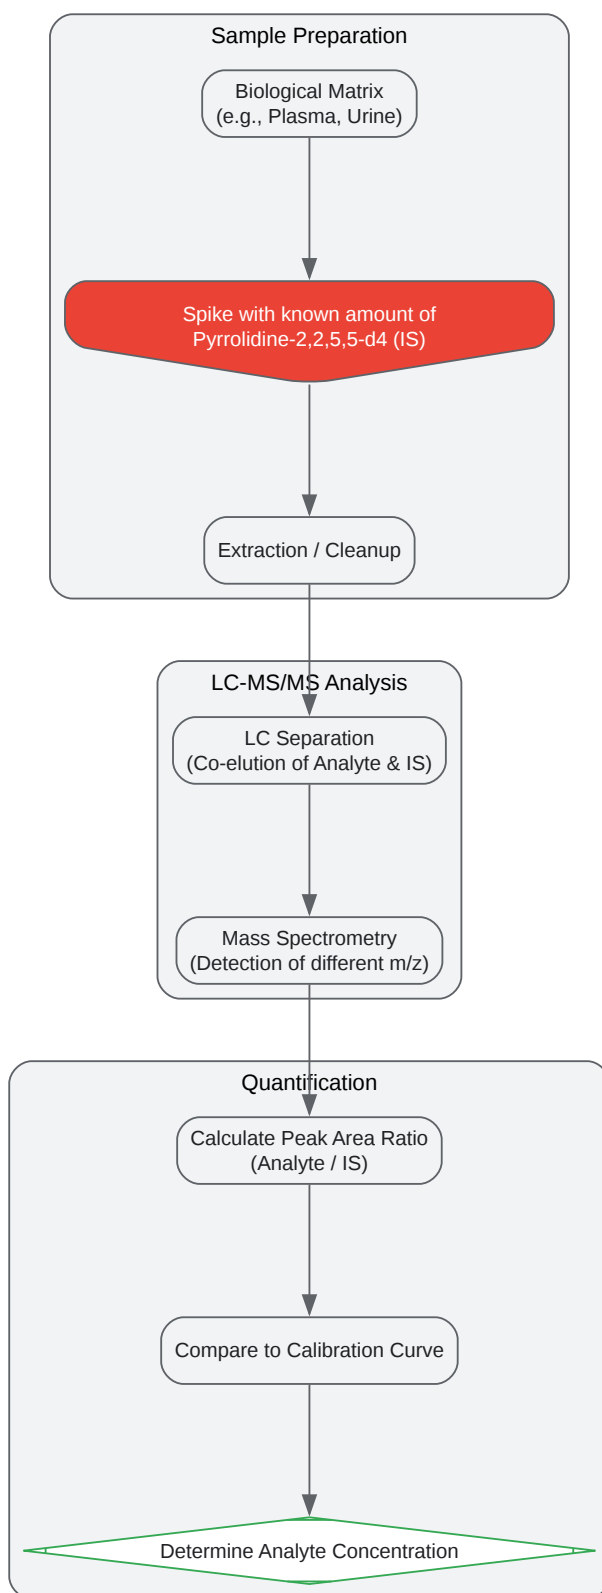 Sample Preparation
Biological Matrix
(e.g., Plasma, Urine)
Spike with known amount of
Pyrrolidine-2,2,5,5-d4 (IS)
Extraction / Cleanup
LC-MS/MS Analysis
LC Separation
(Co-elution of Analyte & IS)
Mass Spectrometry
(Detection of different m/z)
Quantification
Calculate Peak Area Ratio
(Analyte / IS)
Compare to Calibration Curve
Determine Analyte Concentration